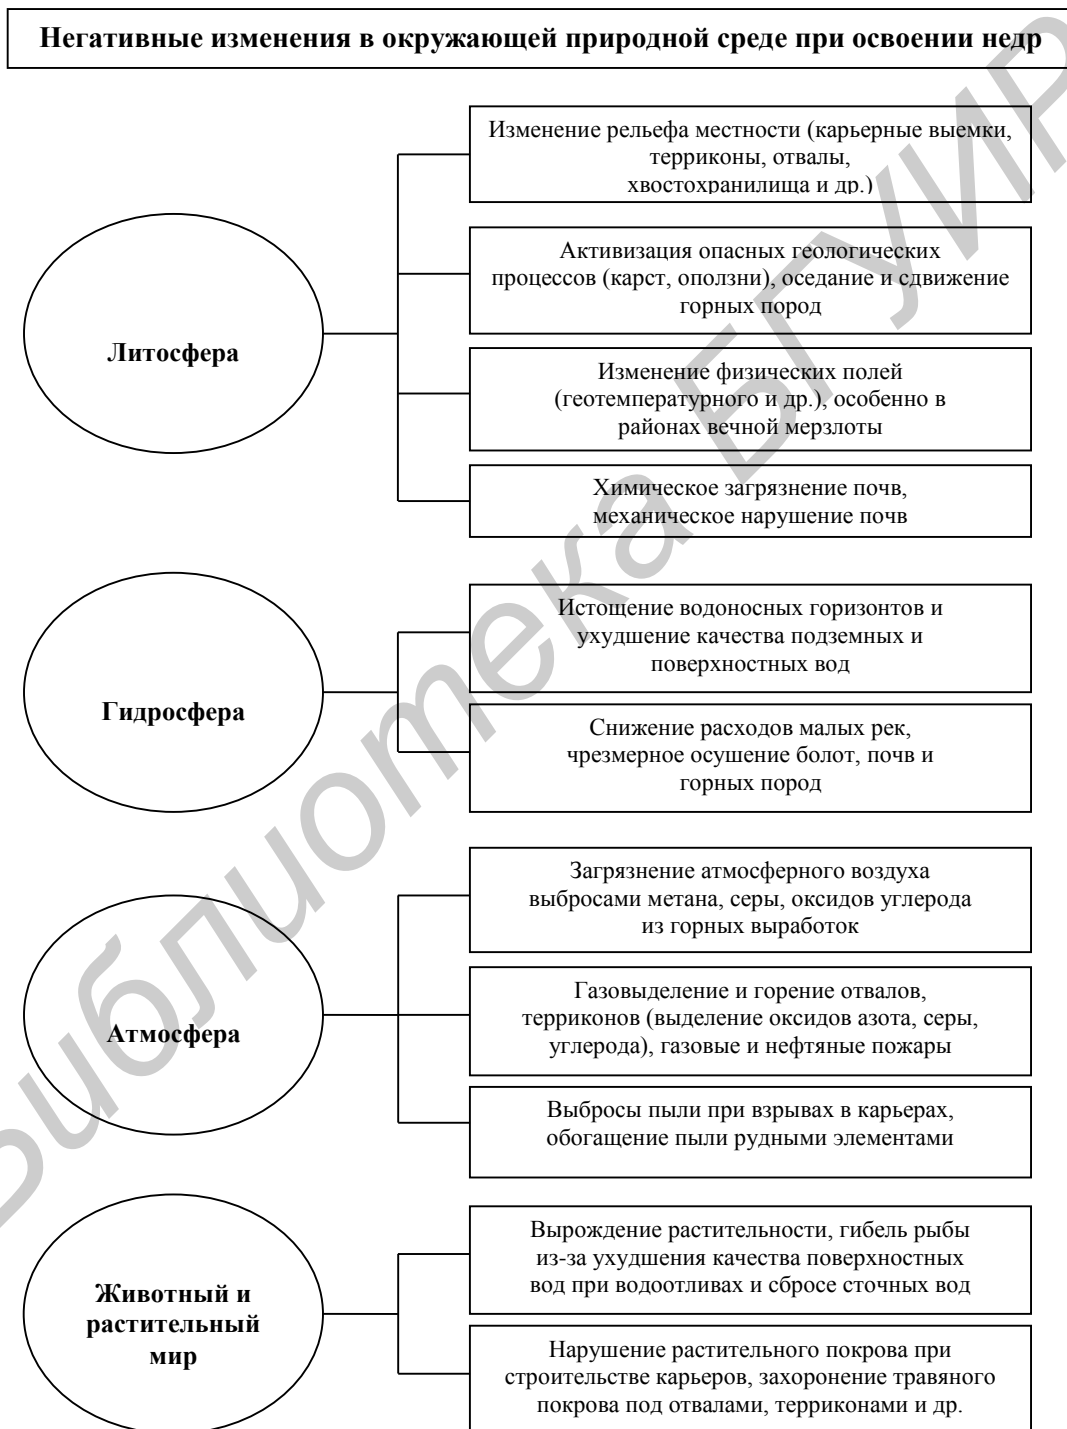 Негативные изменения в окружающей природной среде при освоении недр
Литосфера
Изменение рельефа местности (карьерные выемки,
терриконы, отвалы,
хвостохранилища и др.)
Активизация опасных геологических
процессов (карст, оползни), оседание и сдвижение
горных пород
Изменение физических полей
(геотемпературного и др.), особенно в
районах вечной мерзлоты
Химическое загрязнение почв,
механическое нарушение почв
Гидросфера
Истощение водоносных горизонтов и
ухудшение качества подземных и
поверхностных вод
Снижение расходов малых рек,
чрезмерное осушение болот, почв и
горных пород
Атмосфера
Загрязнение атмосферного воздуха
выбросами метана, серы, оксидов углерода
из горных выработок
Газовыделение и горение отвалов,
терриконов (выделение оксидов азота, серы,
углерода), газовые и нефтяные пожары
Выбросы пыли при взрывах в карьерах,
обогащение пыли рудными элементами
Животный и
растительный
мир
Вырождение растительности, гибель рыбы
из-за ухудшения качества поверхностных
вод при водоотливах и сбросе сточных вод
Нарушение растительного покрова при
строительстве карьеров, захоронение травяного
покрова под отвалами, терриконами и др.
Библиотека БГУИР